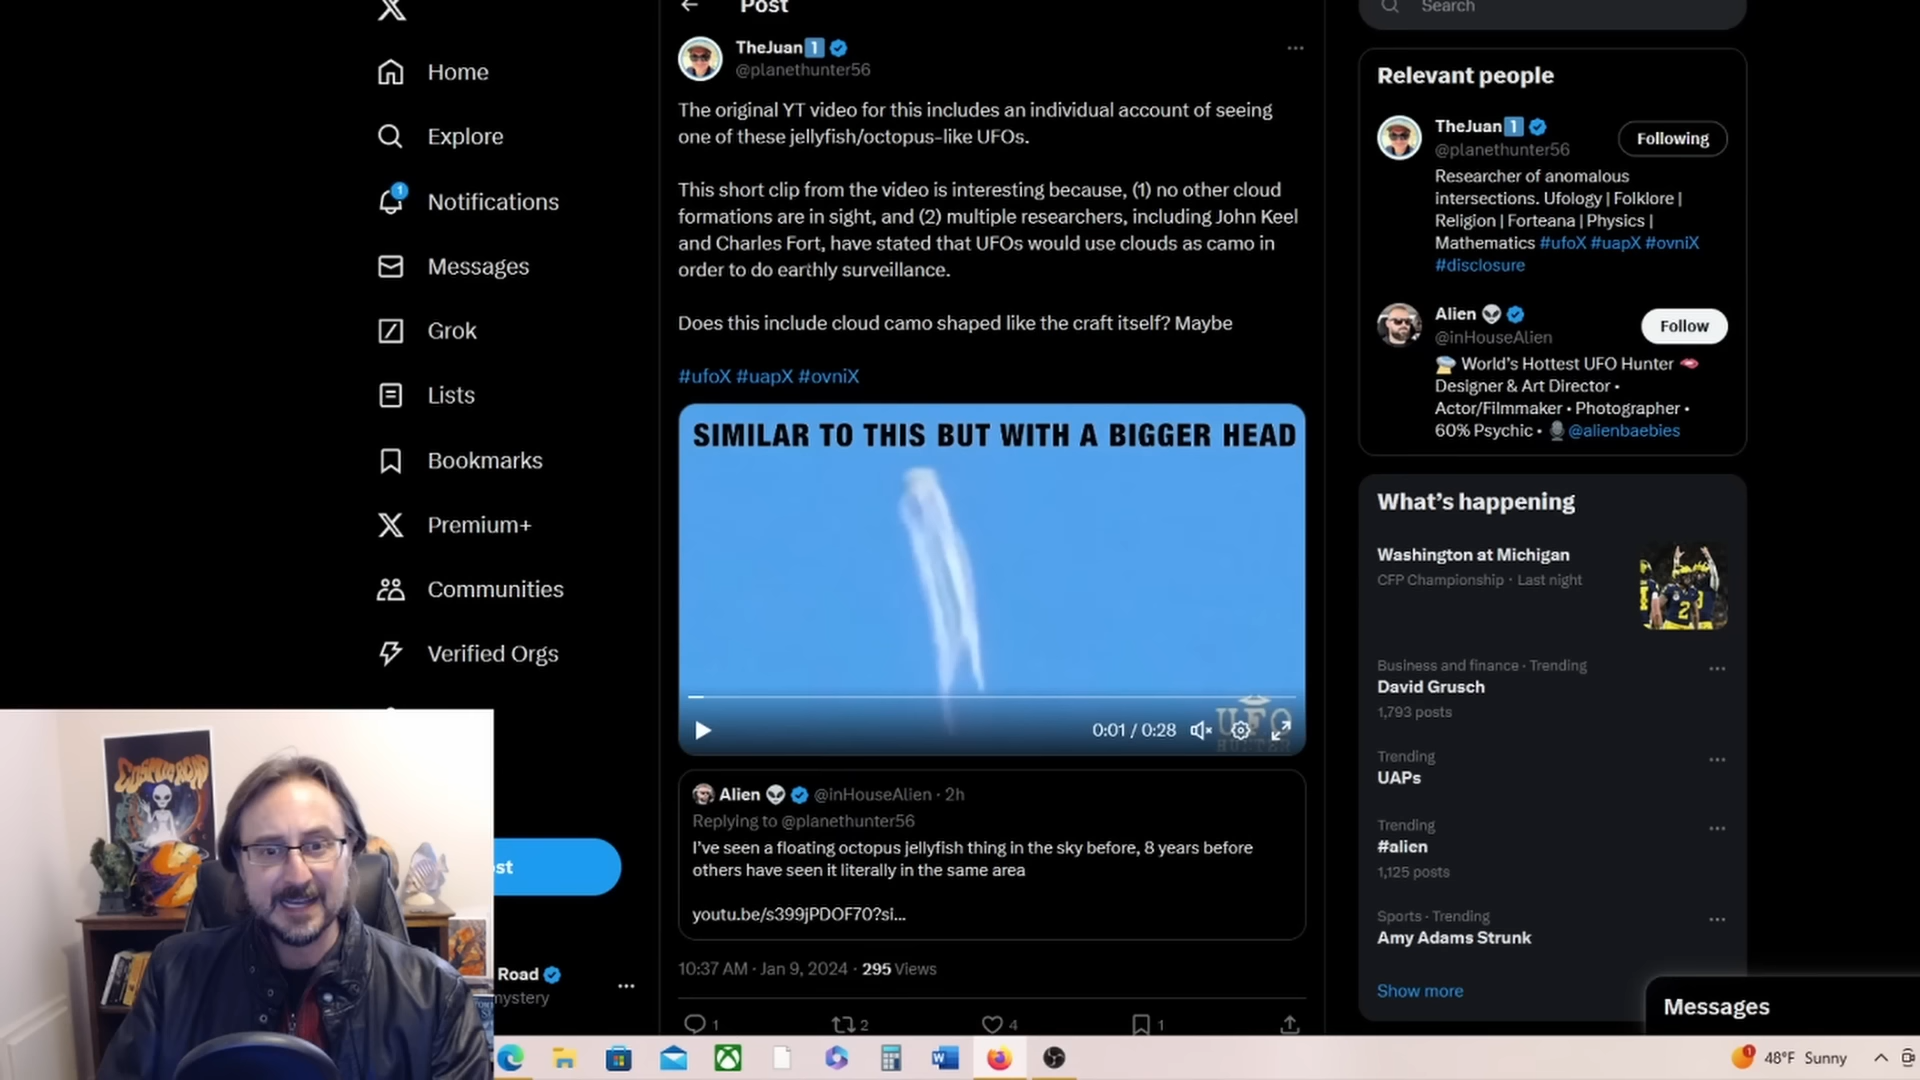 Home
Explore
1
Notifications
Messages
Grok
Lists
Bookmarks
Premium+
Communities
Verified Orgs
COSMIC ROAD
st
Road
mystery
Post
TheJuan 1
@planethunter56
The original YT video for this includes an individual account of seeing
one of these jellyfish/octopus-like UFOs.
This short clip from the video is interesting because, (1) no other cloud
formations are in sight, and (2) multiple researchers, including John Keel
and Charles Fort, have stated that UFOs would use clouds as camo in
order to do earthly surveillance.
Does this include cloud camo shaped like the craft itself? Maybe
#ufoX #uapX #ovniX
SIMILAR TO THIS BUT WITH A BIGGER HEAD
UFO
HUNTER
0:01 / 0:28
Alien @inHouseAlien · 2h
Replying to @planethunter56
I've seen a floating octopus jellyfish thing in the sky before, 8 years before
others have seen it literally in the same area
youtu.be/s399jPDOF70?si...
10:37 AM · Jan 9, 2024 · 295 Views
1 2 4 1
Search
Relevant people
TheJuan 1
@planethunter56
Following
Researcher of anomalous
intersections. Ufology | Folklore |
Religion | Forteana | Physics |
Mathematics #ufoX #uapX #ovniX
#disclosure
Alien
@inHouseAlien
Follow
World's Hottest UFO Hunter
Designer & Art Director •
Actor/Filmmaker • Photographer •
60% Psychic • @alienbaebies
What's happening
Washington at Michigan
CFP Championship · Last night
2
Business and finance · Trending
David Grusch
1,793 posts
Trending
UAPs
Trending
#alien
1,125 posts
Sports · Trending
Amy Adams Strunk
Show more
Messages
1
48°F Sunny